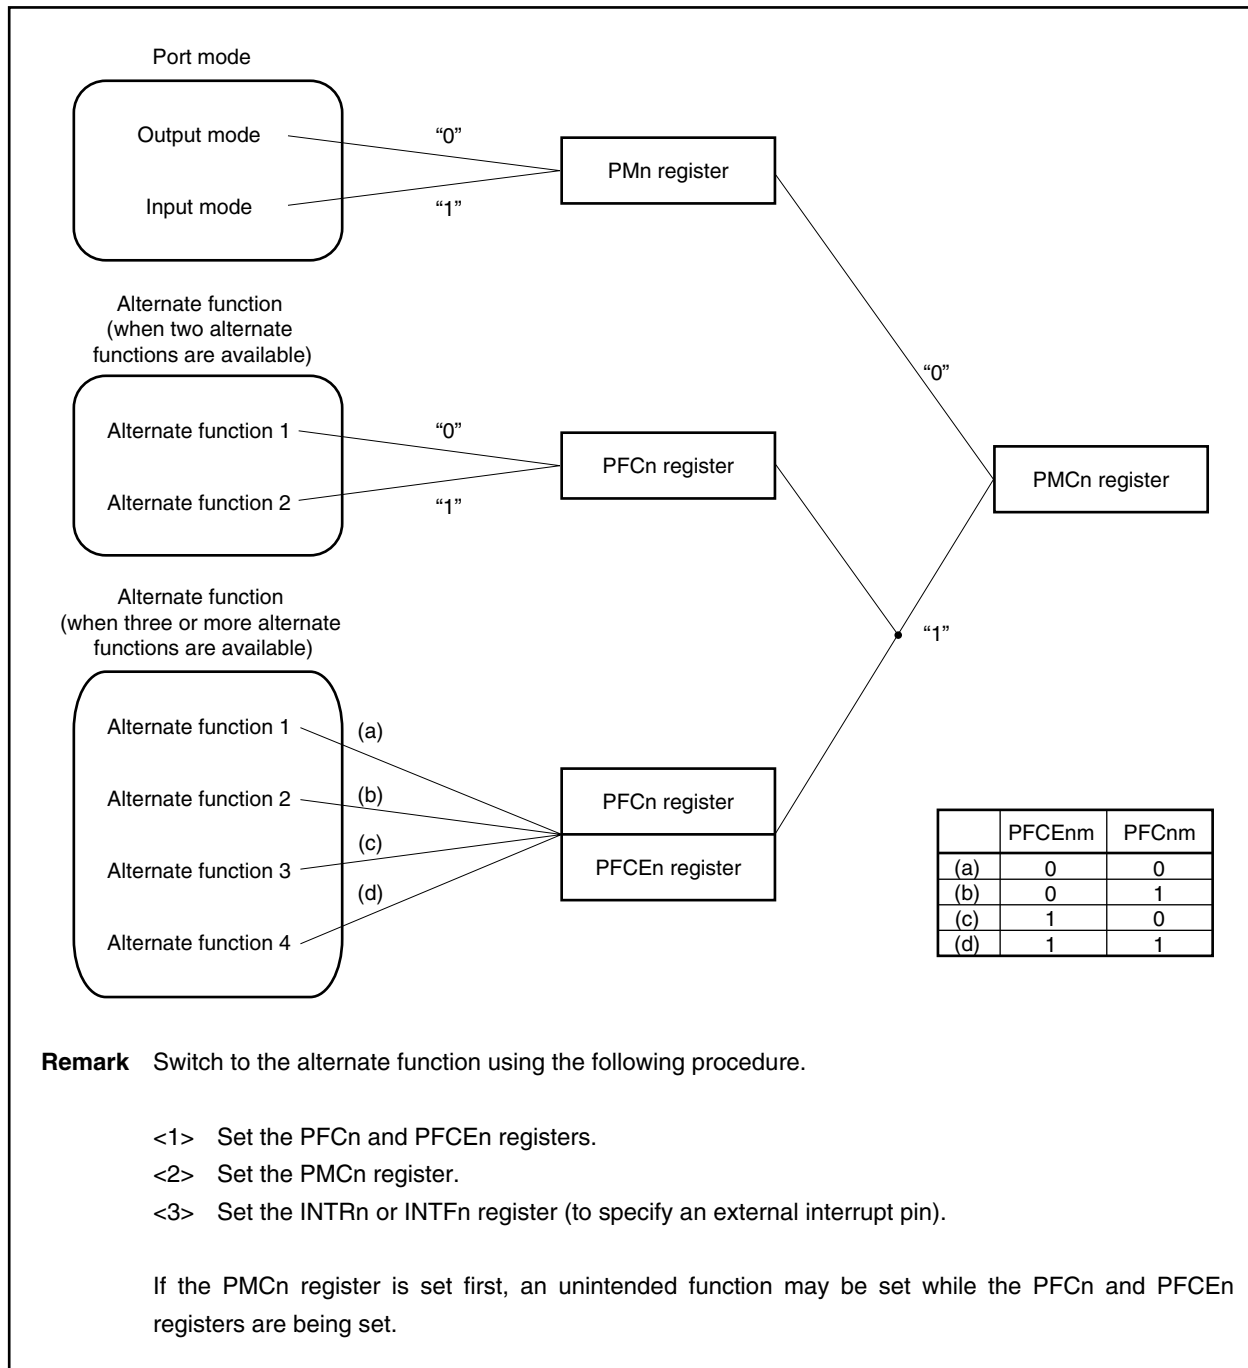 Port mode
Output mode
Input mode
“0”
“1”
PMn register
Alternate function
(when two alternate
functions are available)
Alternate function 1
Alternate function 2
“0”
“1”
PFCn register
“0”
PMCn register
“1”
Alternate function
(when three or more alternate
functions are available)
Alternate function 1
Alternate function 2
Alternate function 3
Alternate function 4
(a)
(b)
(c)
(d)
PFCn register
PFCEn register
PFCEnm PFCnm
(a) 0 0
(b) 0 1
(c) 1 0
(d) 1 1
Remark Switch to the alternate function using the following procedure.
<1> Set the PFCn and PFCEn registers.
<2> Set the PMCn register.
<3> Set the INTRn or INTFn register (to specify an external interrupt pin).
If the PMCn register is set first, an unintended function may be set while the PFCn and PFCEn
registers are being set.